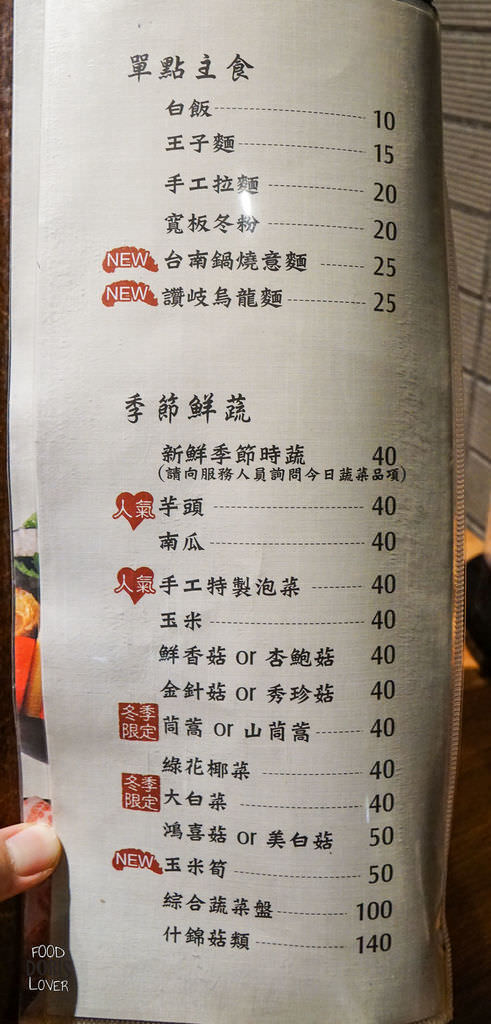 單點主食
白飯 10
王子麵 15
手工拉麵 20
寬板冬粉 20
NEW 台南鍋燒意麵 25
NEW 讚岐烏龍麵 25
季節鮮蔬
新鮮季節時蔬 40
(請向服務人員詢問今日蔬菜品項)
人氣 芋頭 40
南瓜 40
人氣 手工特製泡菜 40
玉米 40
鮮香菇 or 杏鮑菇 40
金針菇 or 秀珍菇 40
冬季限定 茼蒿 or 山茼蒿 40
綠花椰菜 40
冬季限定 大白菜 40
鴻喜菇 or 美白菇 50
NEW 玉米筍 50
綜合蔬菜盤 100
什錦菇類 140
FOOD
DO
LOVER